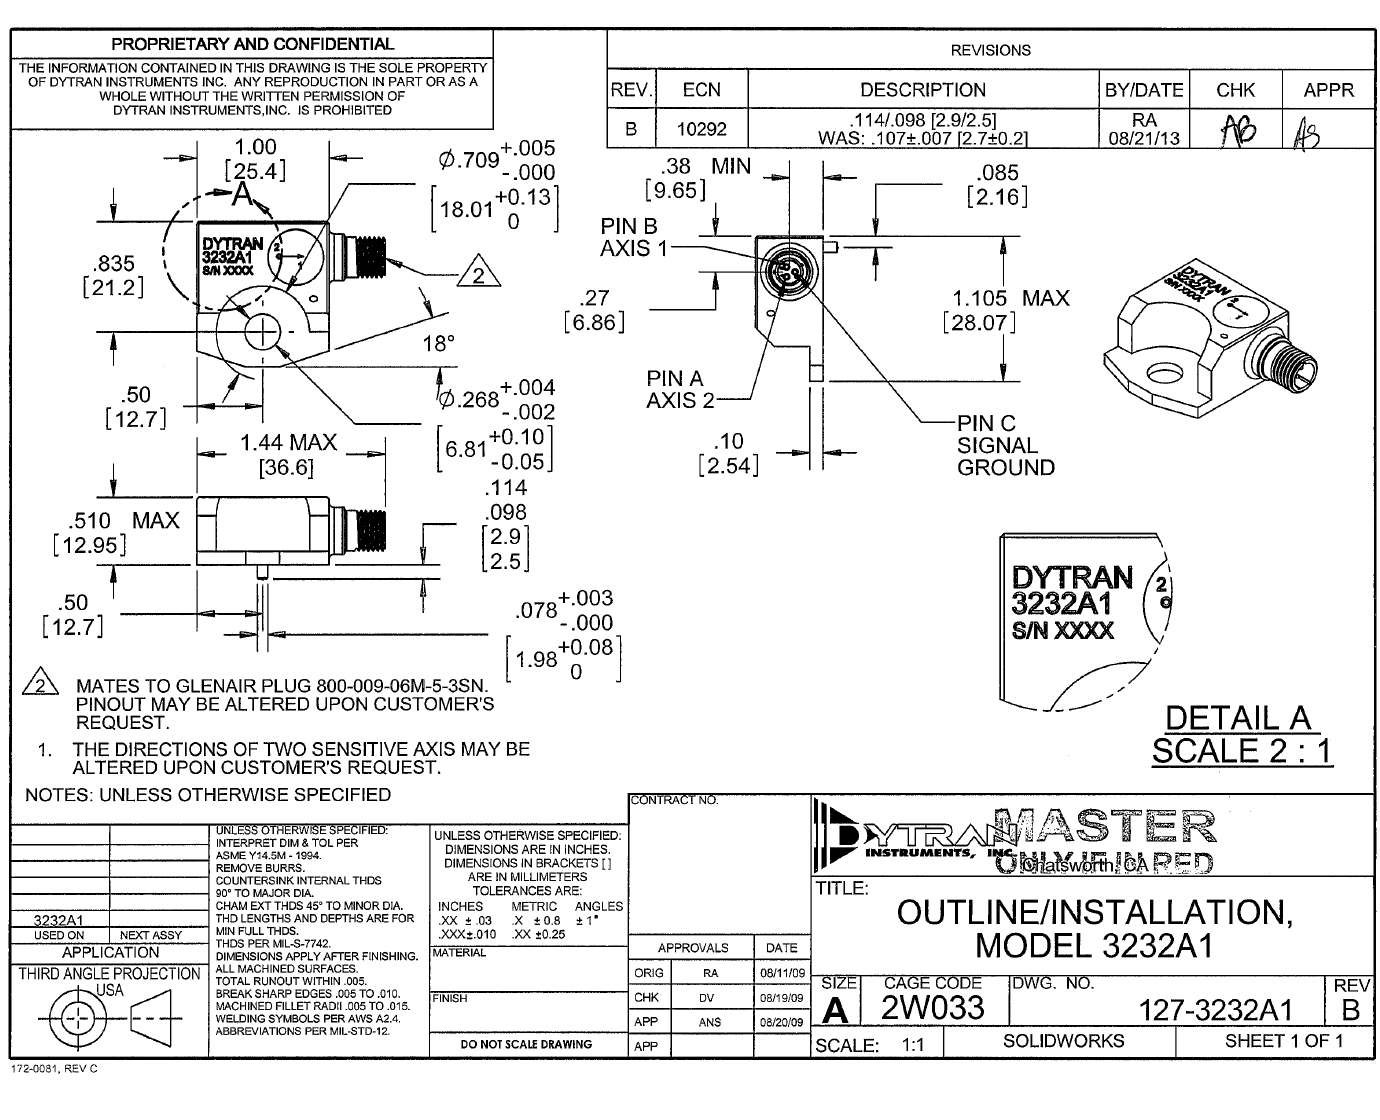 PROPRIETARY AND CONFIDENTIAL
THE INFORMATION CONTAINED IN THIS DRAWING IS THE SOLE PROPERTY
OF DYTRAN INSTRUMENTS INC. ANY REPRODUCTION IN PART OR AS A
WHOLE WITHOUT THE WRITTEN PERMISSION OF
DYTRAN INSTRUMENTS,INC. IS PROHIBITED
REVISIONS
REV. ECN DESCRIPTION BY/DATE CHK APPR
B 10292 .114/.098 [2.9/2.5] RA
WAS: .107±.007 [2.7±0.2] 08/21/13
AB AS
1.00
[25.4]
A
Ø.709 +.005
-.000
[18.01 +0.13
0]
DYTRAN
3232A1
S/N XXXX
2
1
2
.835
[21.2]
18°
.50
[12.7]
Ø.268 +.004
-.002
[6.81 +0.10
-0.05]
1.44 MAX
[36.6]
.510 MAX
[12.95]
.114
.098
[2.9
2.5]
.50
[12.7]
.078 +.003
-.000
[1.98 +0.08
0]
.38 MIN
[9.65]
.085
[2.16]
PIN B
AXIS 1
.27
[6.86]
1.105 MAX
[28.07]
PIN A
AXIS 2
.10
[2.54]
PIN C
SIGNAL
GROUND
DYTRAN
3232A1
S/N XXXX
2
1
DYTRAN
3232A1
S/N XXXX
2
DETAIL A
SCALE 2 : 1
2 MATES TO GLENAIR PLUG 800-009-06M-5-3SN.
PINOUT MAY BE ALTERED UPON CUSTOMER'S
REQUEST.
1. THE DIRECTIONS OF TWO SENSITIVE AXIS MAY BE
ALTERED UPON CUSTOMER'S REQUEST.
NOTES: UNLESS OTHERWISE SPECIFIED
3232A1
USED ON NEXT ASSY
APPLICATION
THIRD ANGLE PROJECTION
USA
UNLESS OTHERWISE SPECIFIED:
INTERPRET DIM & TOL PER
ASME Y14.5M - 1994.
REMOVE BURRS.
COUNTERSINK INTERNAL THDS
90° TO MAJOR DIA.
CHAM EXT THDS 45° TO MINOR DIA.
THD LENGTHS AND DEPTHS ARE FOR
MIN FULL THDS.
THDS PER MIL-S-7742.
DIMENSIONS APPLY AFTER FINISHING.
ALL MACHINED SURFACES.
TOTAL RUNOUT WITHIN .005.
BREAK SHARP EDGES .005 TO .010.
MACHINED FILLET RADII .005 TO .015.
WELDING SYMBOLS PER AWS A2.4.
ABBREVIATIONS PER MIL-STD-12.
UNLESS OTHERWISE SPECIFIED:
DIMENSIONS ARE IN INCHES.
DIMENSIONS IN BRACKETS [ ]
ARE IN MILLIMETERS
TOLERANCES ARE:
INCHES METRIC ANGLES
.XX ± .03 .X ± 0.8 ± 1°
.XXX±.010 .XX ±0.25
MATERIAL
FINISH
DO NOT SCALE DRAWING
CONTRACT NO.
APPROVALS DATE
ORIG RA 08/11/09
CHK DV 08/19/09
APP ANS 08/20/09
APP
DYTRAN
INSTRUMENTS, INC.
Chatsworth, CA
MASTER
ONLY IF IN RED
TITLE:
OUTLINE/INSTALLATION,
MODEL 3232A1
SIZE CAGE CODE DWG. NO. REV
A 2W033 127-3232A1 B
SCALE: 1:1 SOLIDWORKS SHEET 1 OF 1
172-0081, REV C